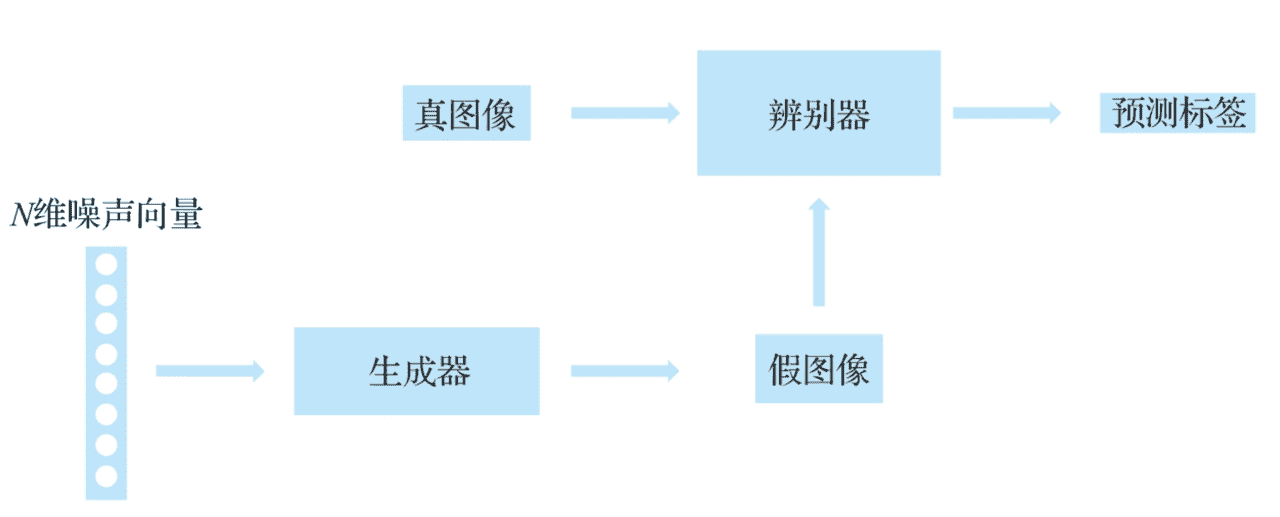 真图像
辨别器
预测标签
N维噪声向量
生成器
假图像